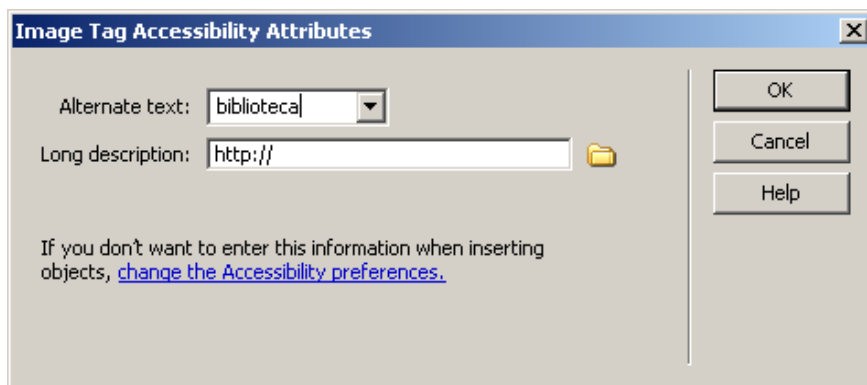 Image Tag Accessibility Attributes
Alternate text: biblioteca
OK
Long description: http://
Cancel
Help
If you don't want to enter this information when inserting
objects, change the Accessibility preferences.